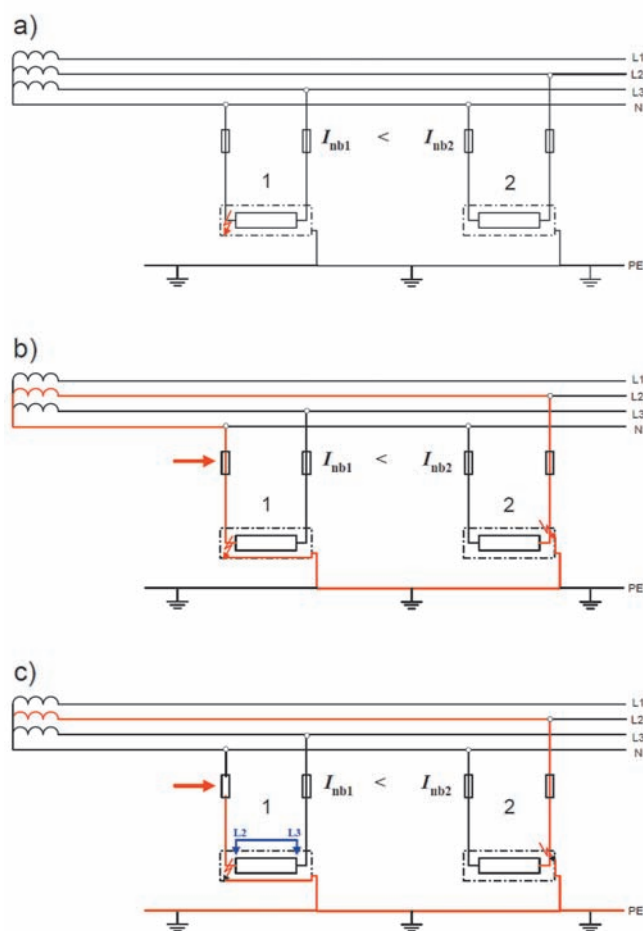 a)
L1
L2
L3
N
Inb1 < Inb2
1 2
PE
b)
L1
L2
L3
N
Inb1 < Inb2
1 2
PE
c)
L1
L2
L3
N
Inb1 < Inb2
1 2
L2 L3
PE